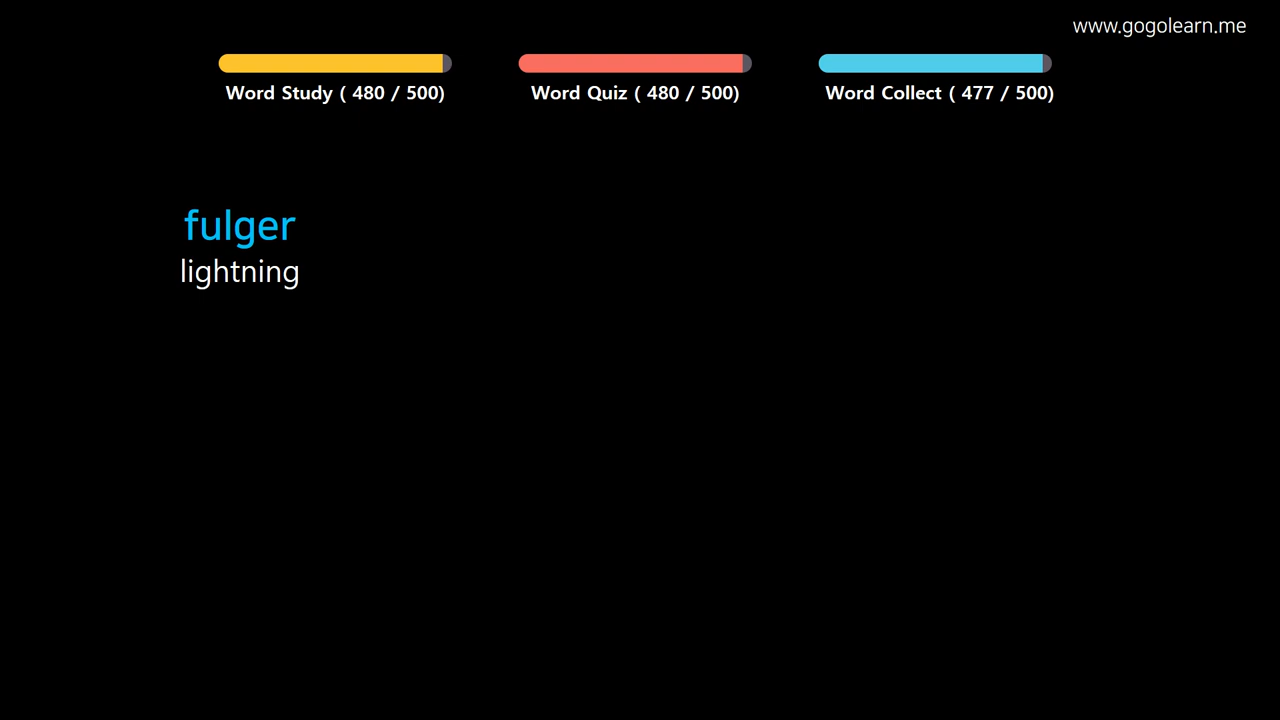 www.gogolearn.me
Word Study ( 480 / 500)
Word Quiz ( 480 / 500)
Word Collect ( 477 / 500)
fulger
lightning